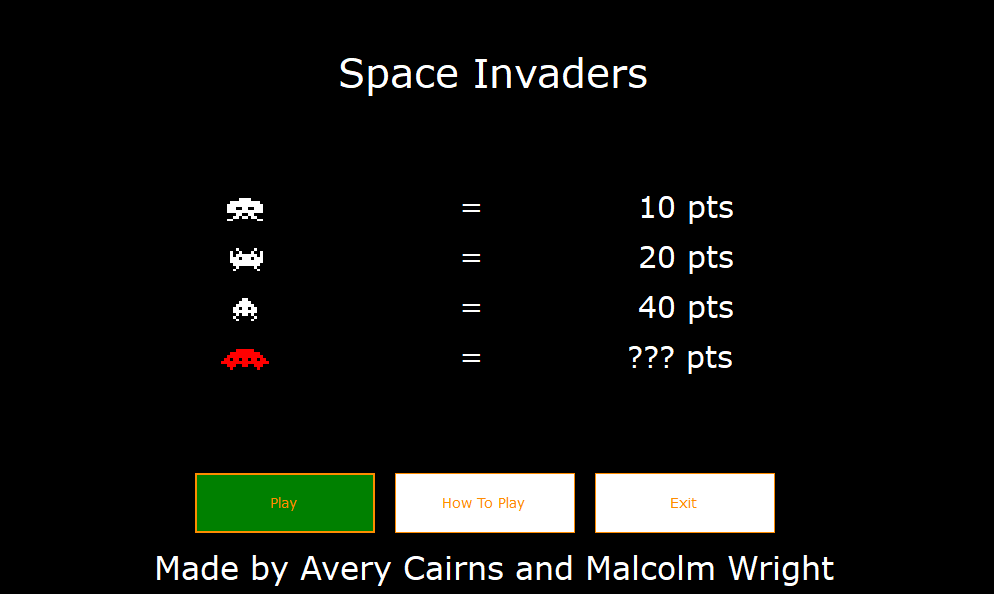 Space Invaders
= 10 pts
= 20 pts
= 40 pts
= ??? pts
Play How To Play Exit
Made by Avery Cairns and Malcolm Wright